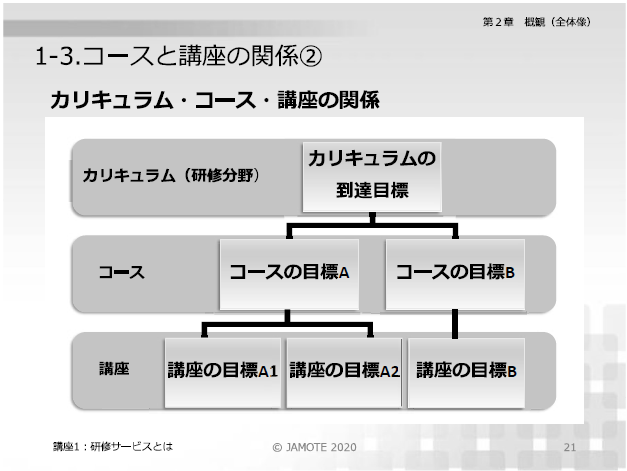 第２章　概観（全体像）
1-3.コースと講座の関係②
カリキュラム・コース・講座の関係
カリキュラム（研修分野）
カリキュラムの
到達目標
コース
コースの目標A
コースの目標B
講座
講座の目標A1
講座の目標A2
講座の目標B
講座1：研修サービスとは
© JAMOTE 2020
21